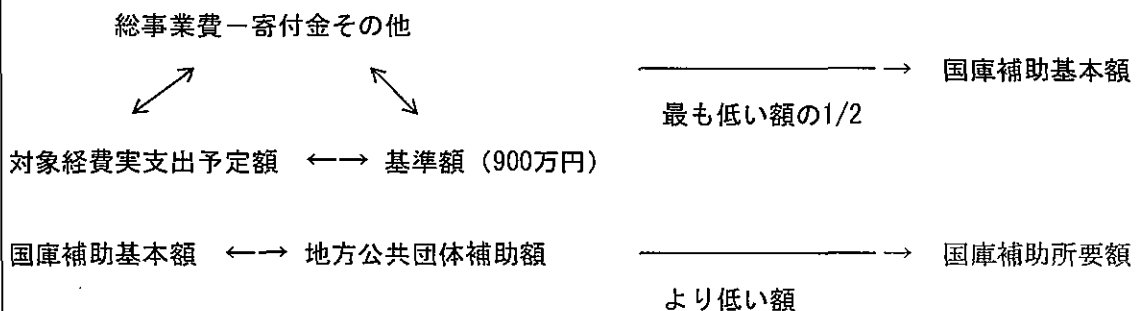 総事業費－寄付金その他
国庫補助基本額
最も低い額の1/2
対象経費実支出予定額 ←→ 基準額（900万円）
国庫補助基本額 ←→ 地方公共団体補助額 → 国庫補助所要額
より低い額